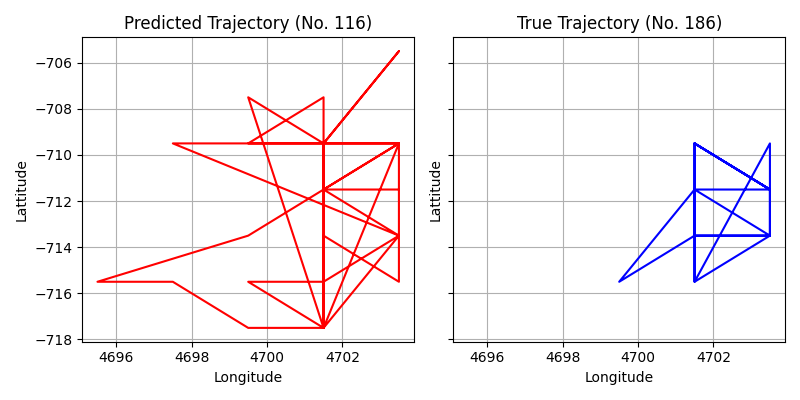 Predicted Trajectory (No. 116)
True Trajectory (No. 186)
−706
−708
−710
−712
−714
−716
−718
Lattitude
Lattitude
4696 4698 4700 4702
4696 4698 4700 4702
Longitude
Longitude